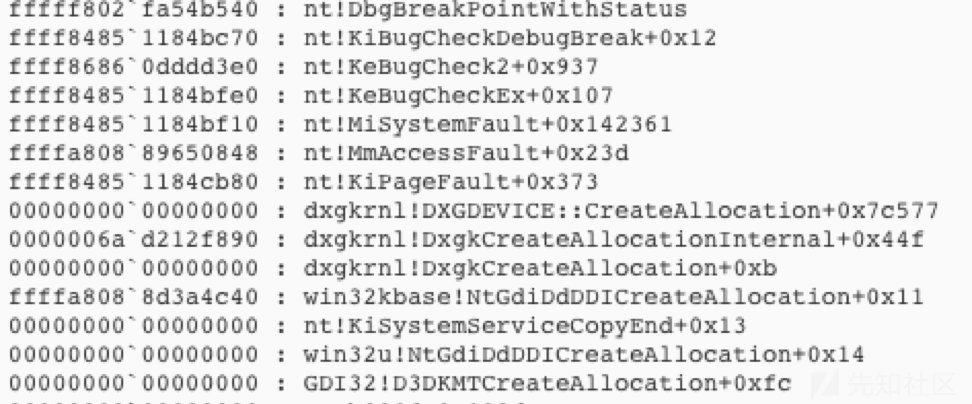 fffff802`fa54b540 : nt!DbgBreakPointWithStatus
ffff8485`1184bc70 : nt!KiBugCheckDebugBreak+0x12
ffff8686`0dddd3e0 : nt!KeBugCheck2+0x937
ffff8485`1184bfe0 : nt!KeBugCheckEx+0x107
ffff8485`1184bf10 : nt!MiSystemFault+0x142361
ffffa808`89650848 : nt!MmAccessFault+0x23d
ffff8485`1184cb80 : nt!KiPageFault+0x373
00000000`00000000 : dxgkrnl!DXGDEVICE::CreateAllocation+0x7c577
0000006a`d212f890 : dxgkrnl!DxgkCreateAllocationInternal+0x44f
00000000`00000000 : dxgkrnl!DxgkCreateAllocation+0xb
ffffa808`8d3a4c40 : win32kbase!NtGdiDdDDICreateAllocation+0x11
00000000`00000000 : nt!KiSystemServiceCopyEnd+0x13
00000000`00000000 : win32u!NtGdiDdDDICreateAllocation+0x14
00000000`00000000 : GDI32!D3DKMTCreateAllocation+0xfc
先知社区